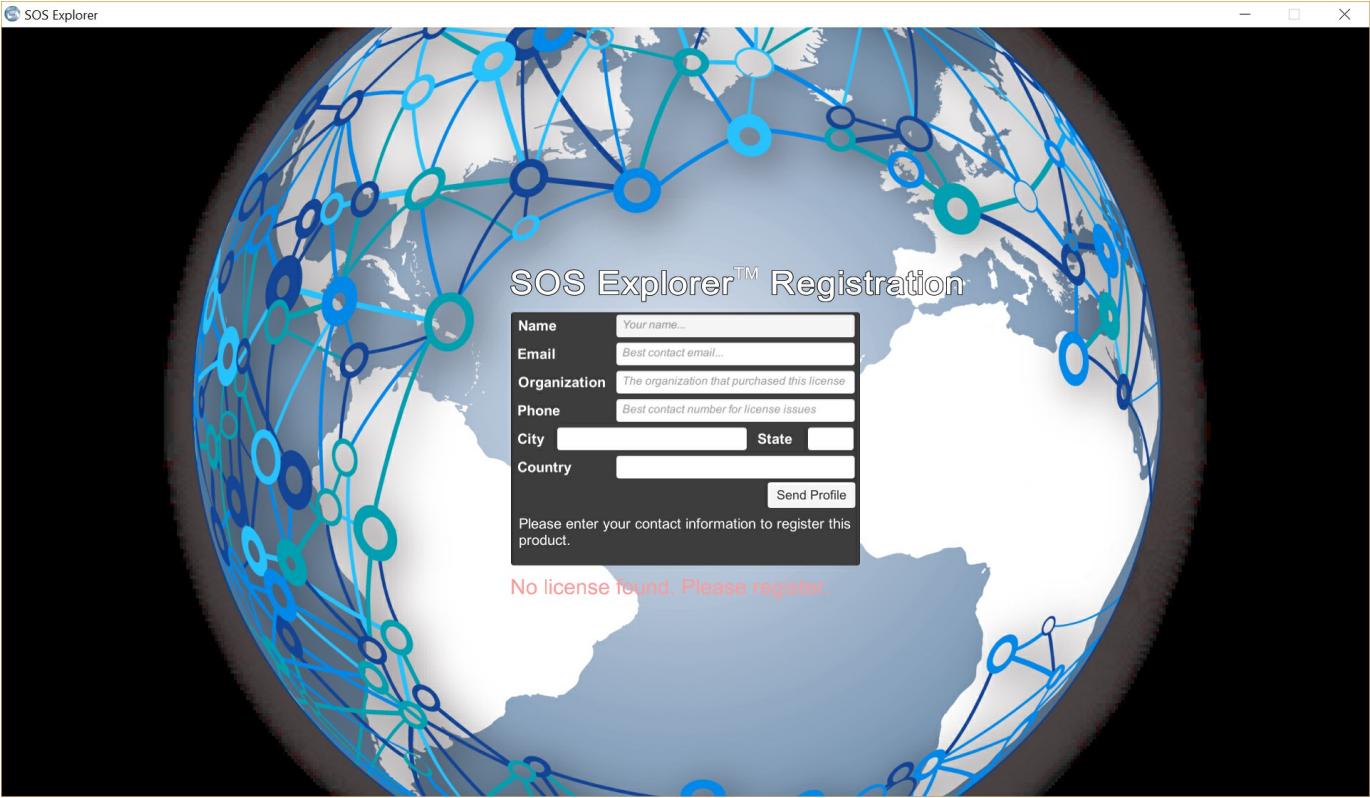 SOS Explorer
SOS Explorer™ Registration
Name Your name...
Email Best contact email...
Organization The organization that purchased this license
Phone Best contact number for license issues
City State
Country
Send Profile
Please enter your contact information to register this
product.
No license found. Please register.